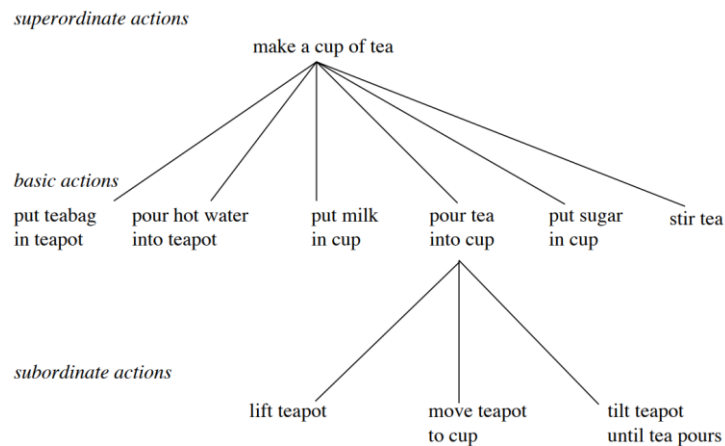 superordinate actions
make a cup of tea
basic actions
put teabag
in teapot
pour hot water
into teapot
put milk
in cup
pour tea
into cup
put sugar
in cup
stir tea
subordinate actions
lift teapot
move teapot
to cup
tilt teapot
until tea pours